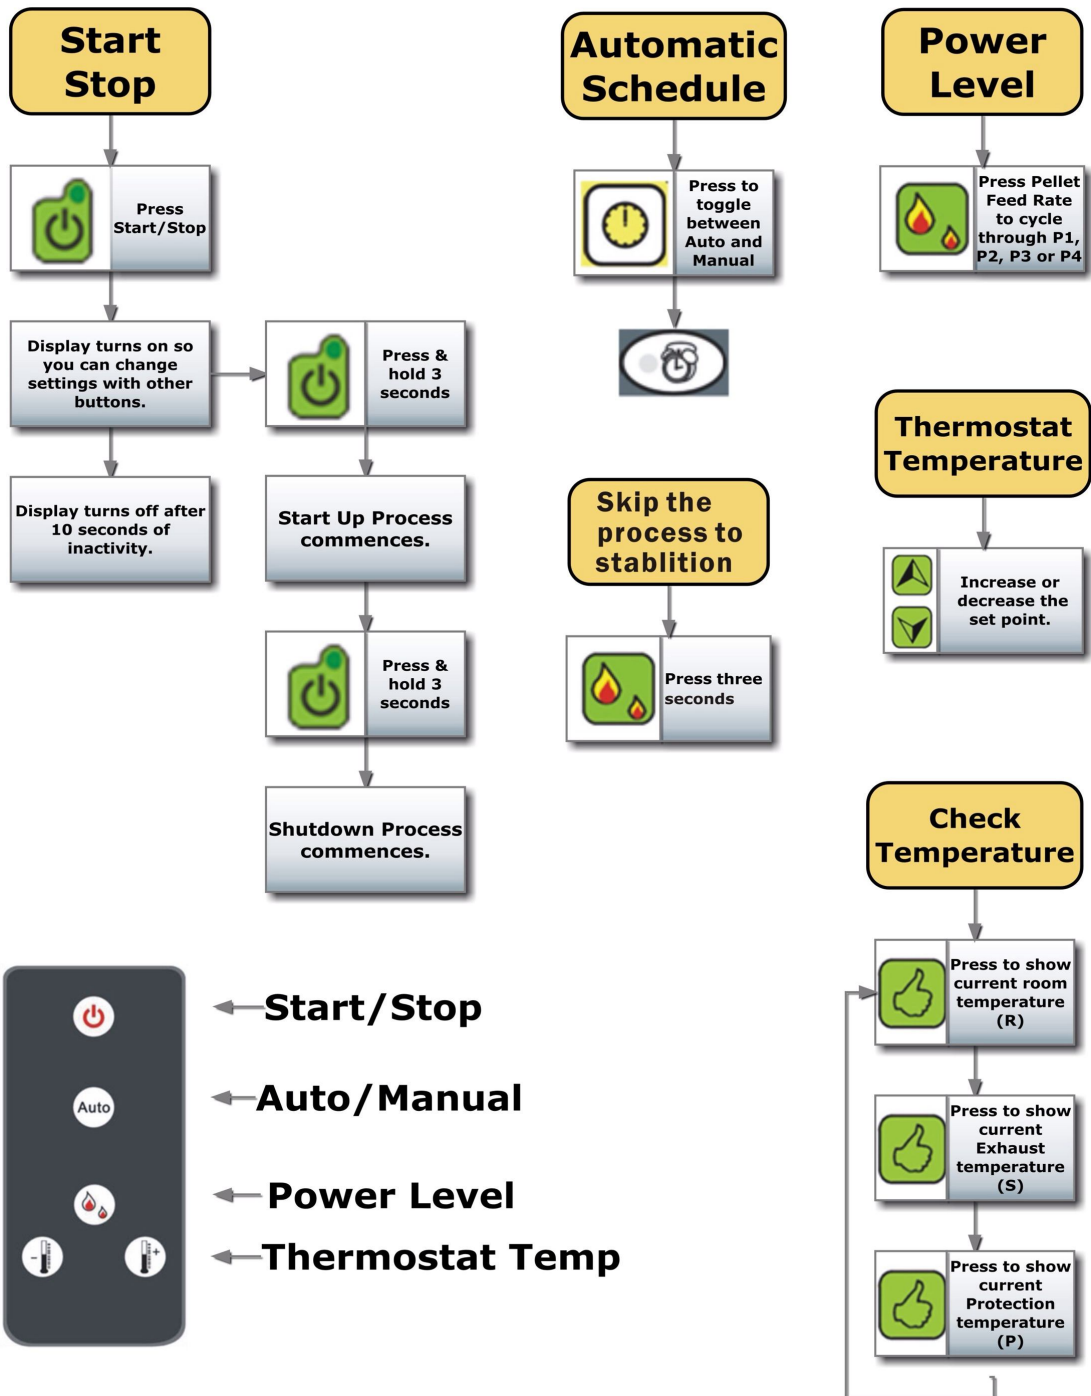 Start
Stop
Press
Start/Stop
Display turns on so
you can change
settings with other
buttons.
Display turns off after
10 seconds of
inactivity.
Press &
hold 3
seconds
Start Up Process
commences.
Press &
hold 3
seconds
Shutdown Process
commences.
Automatic
Schedule
Press to
toggle
between
Auto and
Manual
Skip the
process to
stablition
Press three
seconds
Power
Level
Press Pellet
Feed Rate
to cycle
through P1,
P2, P3 or P4
Thermostat
Temperature
Increase or
decrease the
set point.
Check
Temperature
Press to show
current room
temperature
(R)
Press to show
current
Exhaust
temperature
(S)
Press to show
current
Protection
temperature
(P)
Start/Stop
Auto
Auto/Manual
Power Level
- +
Thermostat Temp